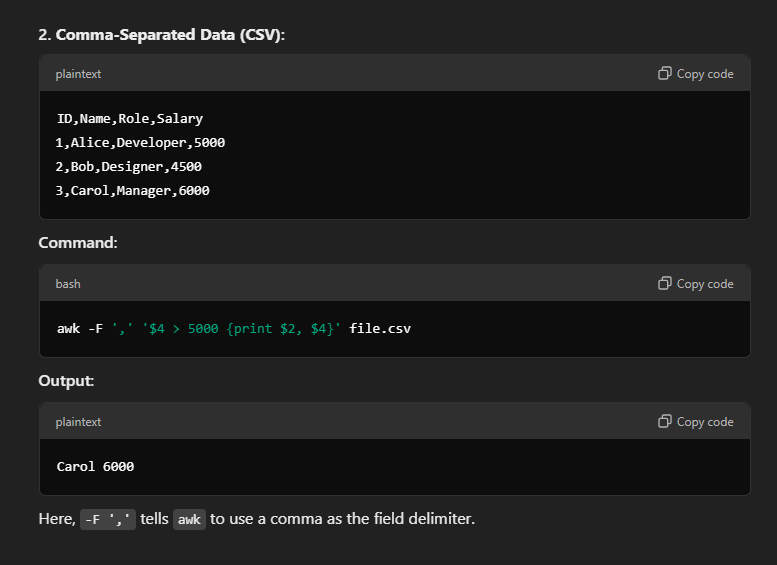 2. Comma-Separated Data (CSV):
plaintext
Copy code
ID,Name,Role,Salary
1,Alice,Developer,5000
2,Bob,Designer,4500
3,Carol,Manager,6000
Command:
bash
Copy code
awk -F ',' '$4 > 5000 {print $2, $4}' file.csv
Output:
plaintext
Copy code
Carol 6000
Here, -F ',' tells awk to use a comma as the field delimiter.